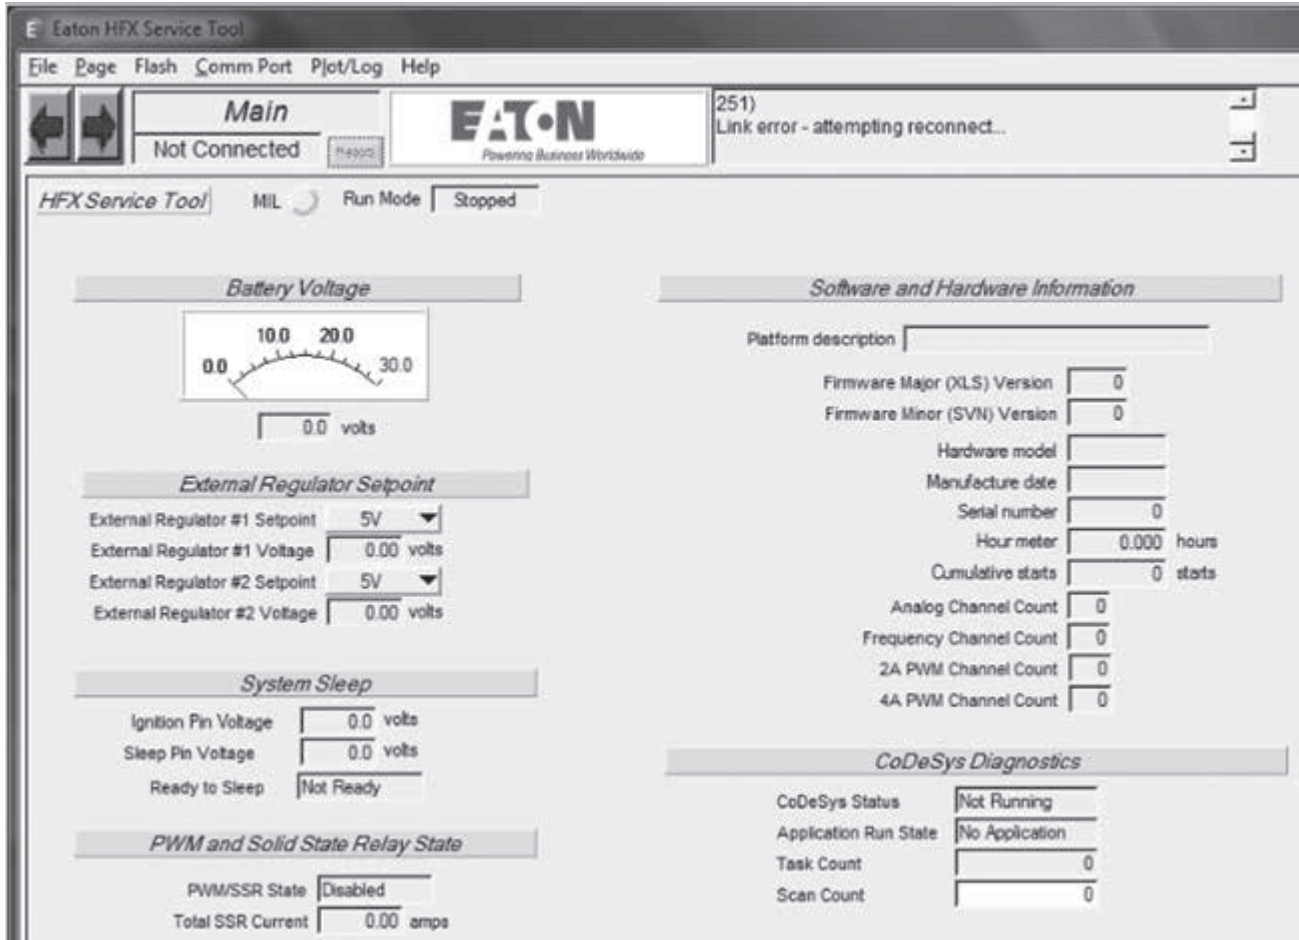 E Eaton HFX Service Tool
File Page Flash Comm Port Plot/Log Help
Main
Not Connected
EATON
Powering Business Worldwide
251)
Link error - attempting reconnect...
HFX Service Tool MIL Run Mode Stopped
Battery Voltage
0.0 10.0 20.0 30.0
0.0 volts
External Regulator Setpoint
External Regulator #1 Setpoint 5V
External Regulator #1 Voltage 0.00 volts
External Regulator #2 Setpoint 5V
External Regulator #2 Voltage 0.00 volts
System Sleep
Ignition Pin Voltage 0.0 volts
Sleep Pin Voltage 0.0 volts
Ready to Sleep Not Ready
PWM and Solid State Relay State
PWM/SSR State Disabled
Total SSR Current 0.00 amps
Software and Hardware Information
Platform description
Firmware Major (XLS) Version 0
Firmware Minor (SVN) Version 0
Hardware model
Manufacture date
Serial number 0
Hour meter 0.000 hours
Cumulative starts 0 starts
Analog Channel Count 0
Frequency Channel Count 0
2A PWM Channel Count 0
4A PWM Channel Count 0
CoDeSys Diagnostics
CoDeSys Status Not Running
Application Run State No Application
Task Count 0
Scan Count 0